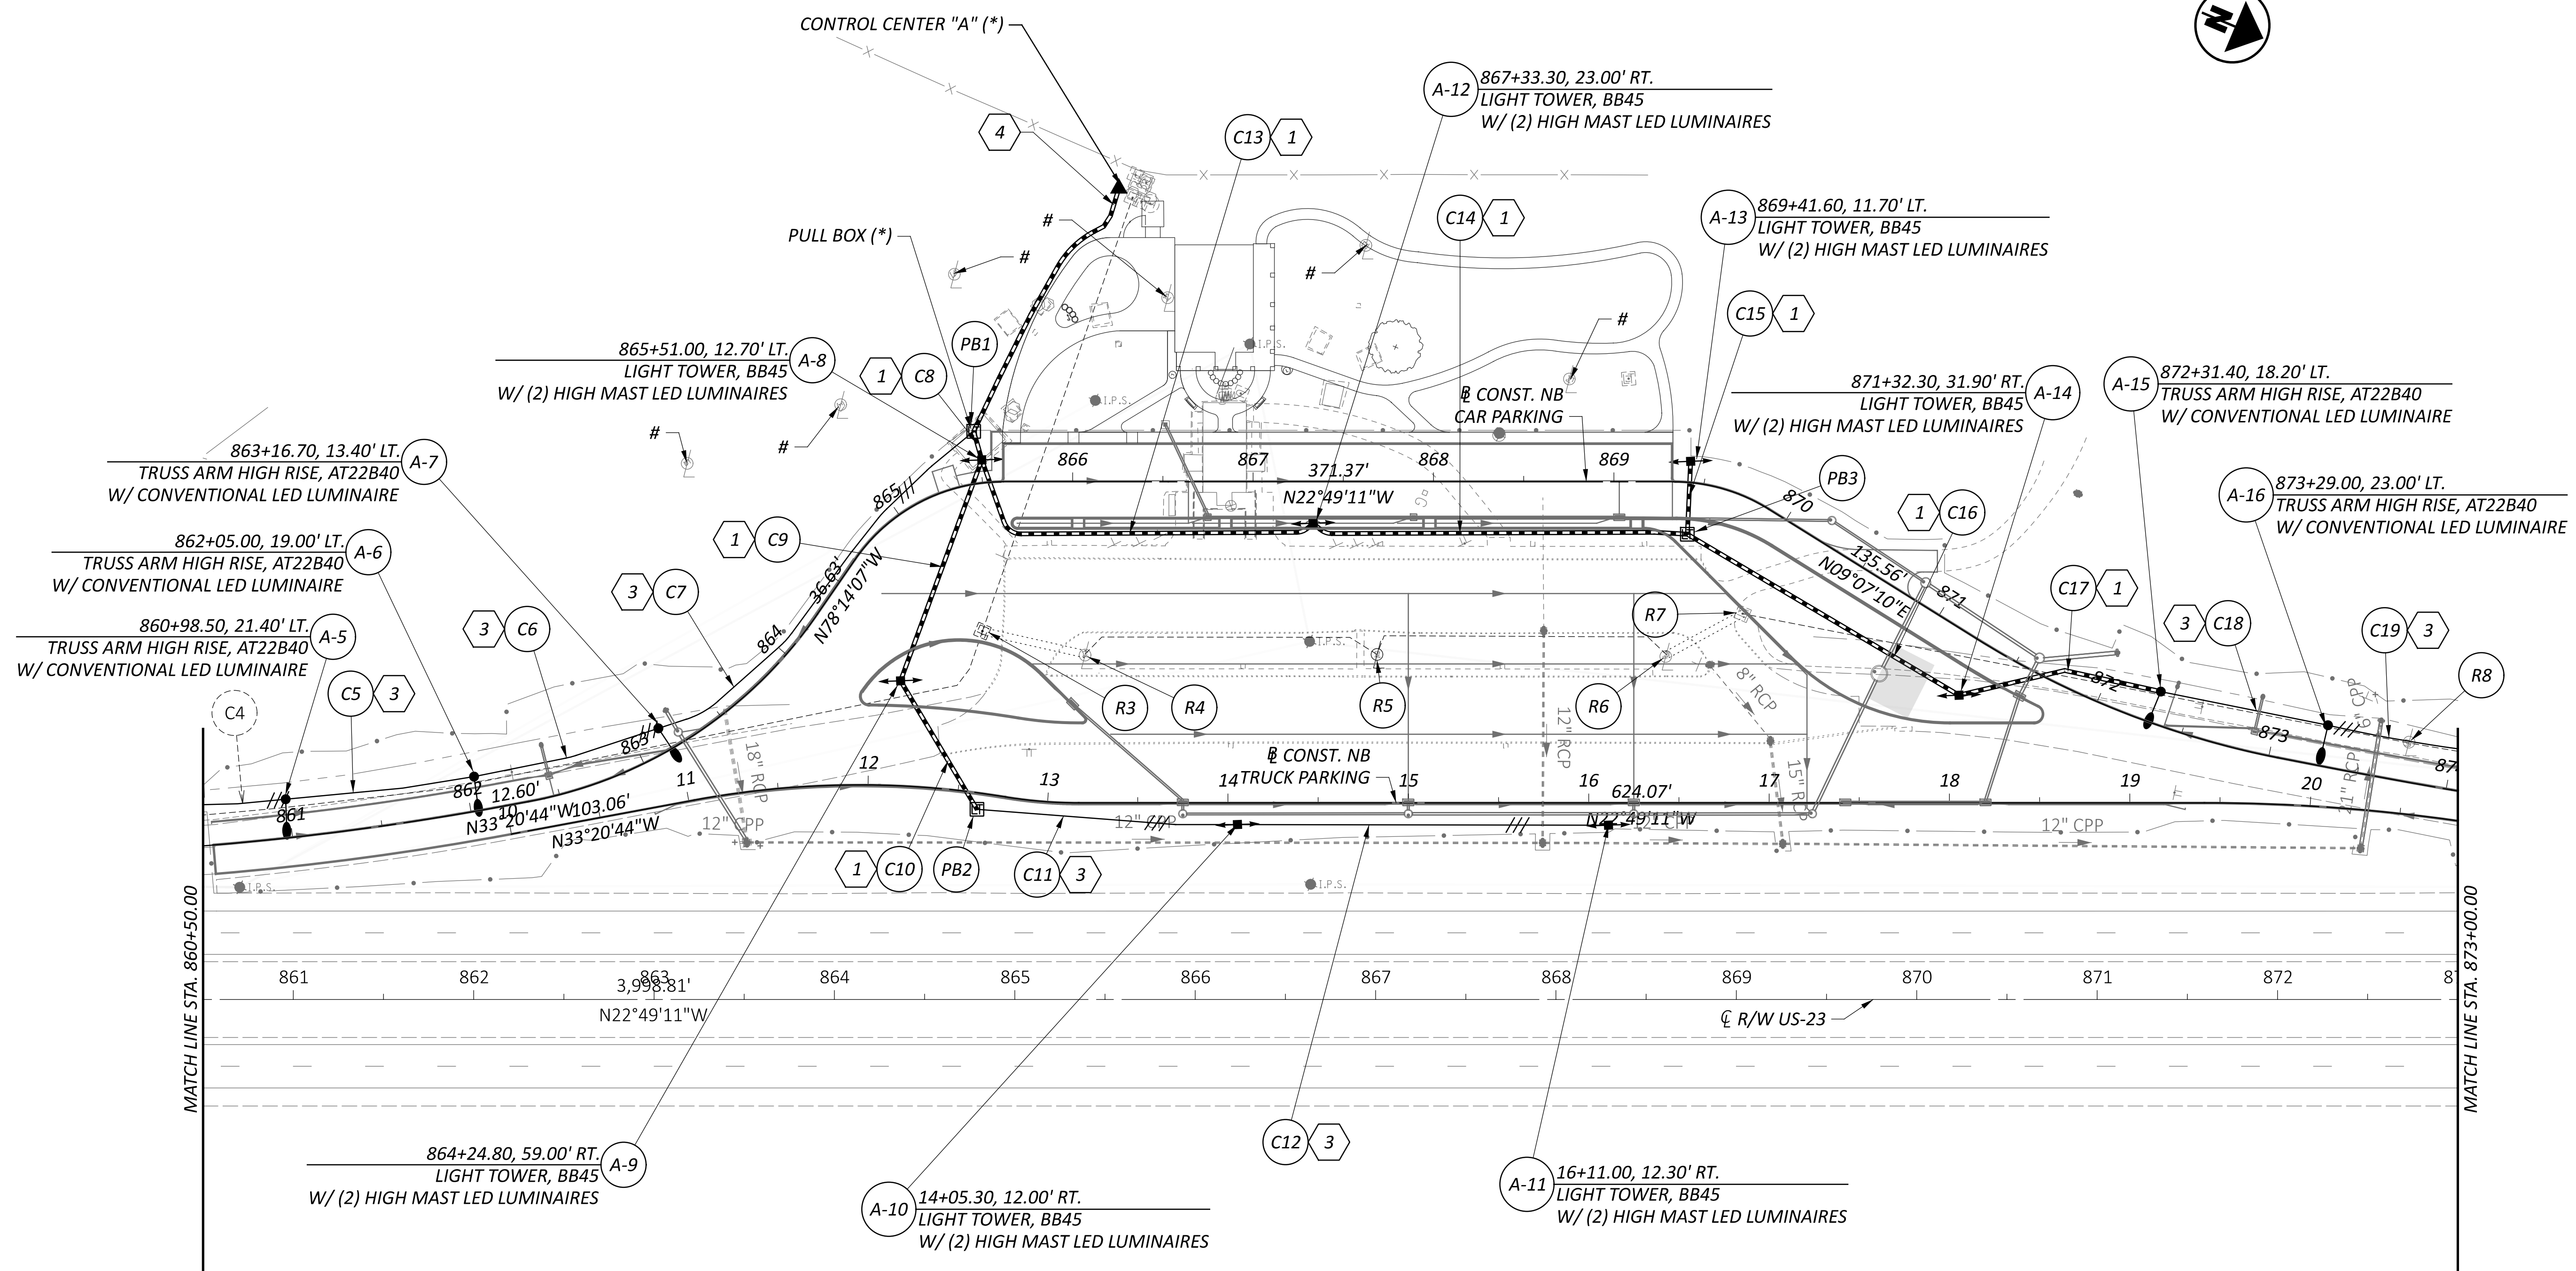 N
CONTROL CENTER "A" (*)
A-12
867+33.30, 23.00' RT.
LIGHT TOWER, BB45
W/ (2) HIGH MAST LED LUMINAIRES
4
C13
1
C14
1
A-13
869+41.60, 11.70' LT.
LIGHT TOWER, BB45
W/ (2) HIGH MAST LED LUMINAIRES
#
PULL BOX (*)
#
#
C15
1
#
865+51.00, 12.70' LT.
LIGHT TOWER, BB45
W/ (2) HIGH MAST LED LUMINAIRES
A-8
PB1
1
C8
I.P.S.
I.P.S.
℄ CONST. NB
CAR PARKING
871+32.30, 31.90' RT.
LIGHT TOWER, BB45
W/ (2) HIGH MAST LED LUMINAIRES
A-14
A-15
872+31.40, 18.20' LT.
TRUSS ARM HIGH RISE, AT22B40
W/ CONVENTIONAL LED LUMINAIRE
#
#
863+16.70, 13.40' LT.
TRUSS ARM HIGH RISE, AT22B40
W/ CONVENTIONAL LED LUMINAIRE
A-7
866
867
868
869
371.37'
N22°49'11"W
PB3
A-16
873+29.00, 23.00' LT.
TRUSS ARM HIGH RISE, AT22B40
W/ CONVENTIONAL LED LUMINAIRE
865
870
1
C16
862+05.00, 19.00' LT.
TRUSS ARM HIGH RISE, AT22B40
W/ CONVENTIONAL LED LUMINAIRE
A-6
1
C9
36.63'
N78°14'07"W
135.56'
N09°07'10"E
871
3
C7
R7
C17
1
860+98.50, 21.40' LT.
TRUSS ARM HIGH RISE, AT22B40
W/ CONVENTIONAL LED LUMINAIRE
A-5
3
C6
864
I.P.S.
3
C18
C19
3
C4
C5
3
R3
R4
R5
R6
8" RCP
872
R8
863
18" RCP
12" RCP
15" RCP
873
21" RCP
861
862
12.60'
N33°20'44"W
10
103.06'
N33°20'44"W
11
12
13
℄ CONST. NB
TRUCK PARKING
14
15
16
17
18
19
20
624.07'
N22°49'11"W
12" CPP
12" CPP
12" CPP
1
C10
PB2
C11
3
I.P.S.
I.P.S.
861
862
863
864
865
866
867
868
869
870
871
872
3,998.81'
N22°49'11"W
℄ R/W US-23
MATCH LINE STA. 860+50.00
MATCH LINE STA. 873+00.00
C12
3
864+24.80, 59.00' RT.
LIGHT TOWER, BB45
W/ (2) HIGH MAST LED LUMINAIRES
A-9
A-10
14+05.30, 12.00' RT.
LIGHT TOWER, BB45
W/ (2) HIGH MAST LED LUMINAIRES
A-11
16+11.00, 12.30' RT.
LIGHT TOWER, BB45
W/ (2) HIGH MAST LED LUMINAIRES